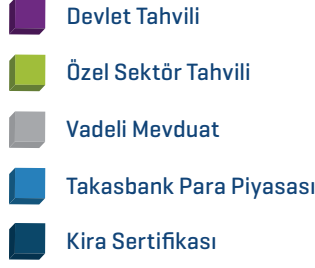 Devlet Tahvili
Özel Sektör Tahvili
Vadeli Mevduat
Takasbank Para Piyasası
Kira Sertifikası